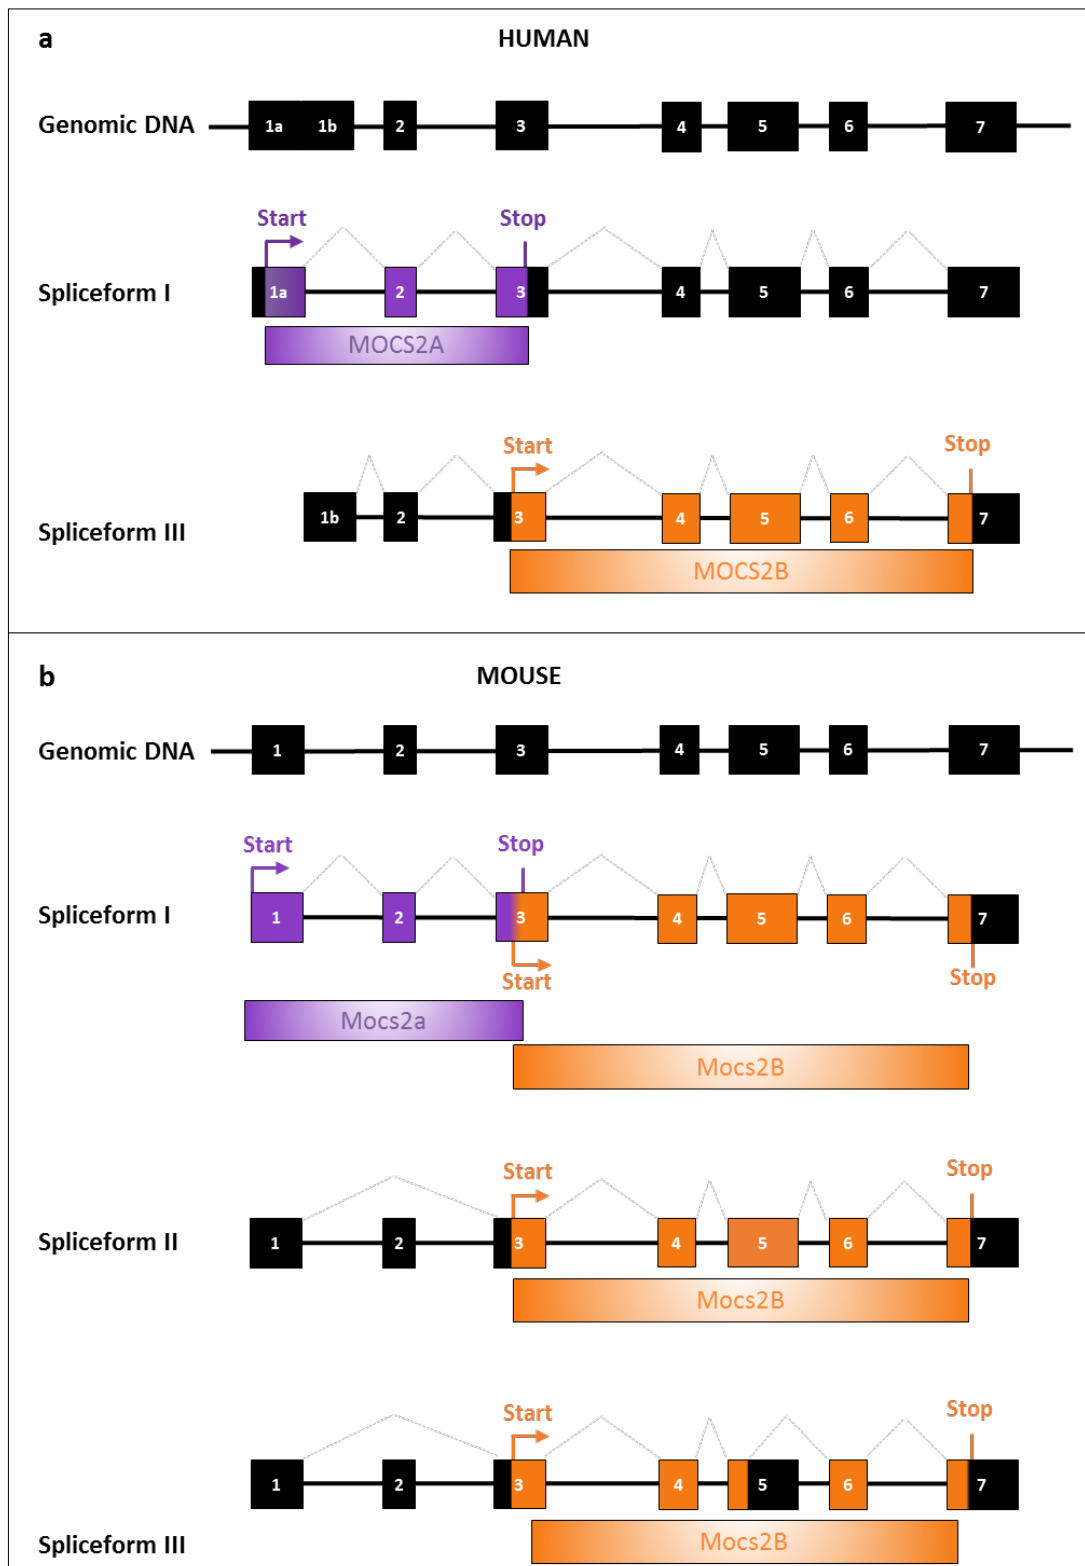 a
HUMAN
Genomic DNA
1a 1b 2 3 4 5 6 7
Start Stop
Spliceform I
1a 2 3 4 5 6 7
MOCS2A
Start Stop
Spliceform III
1b 2 3 4 5 6 7
MOCS2B
b
MOUSE
Genomic DNA
1 2 3 4 5 6 7
Start Stop
Spliceform I
1 2 3 4 5 6 7
Start Stop
Mocs2a
Mocs2B
Start Stop
Spliceform II
1 2 3 4 5 6 7
Mocs2B
Start Stop
1 2 3 4 5 6 7
Spliceform III
Mocs2B